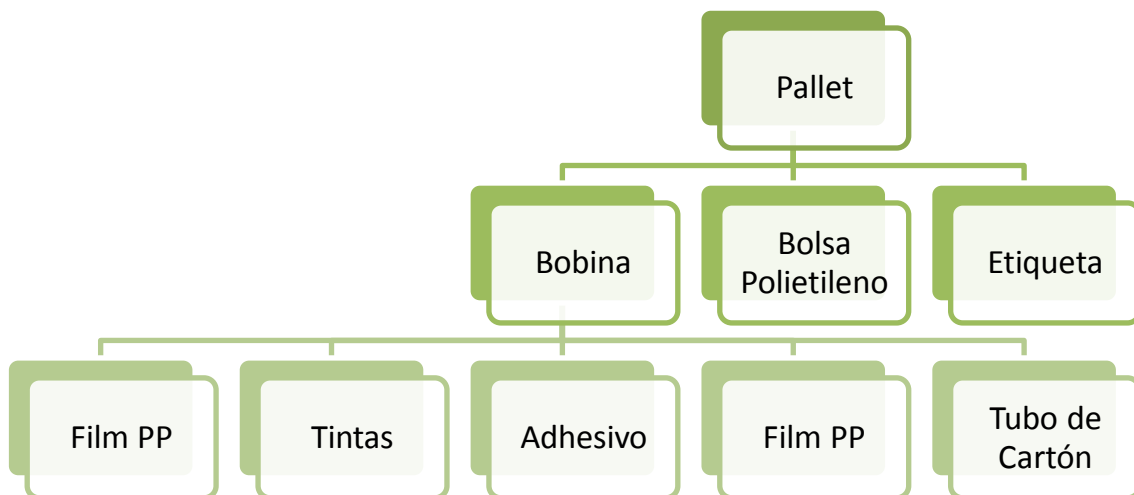 Pallet
Bobina
Bolsa
Polietileno
Etiqueta
Film PP
Tintas
Adhesivo
Film PP
Tubo de
Cartón